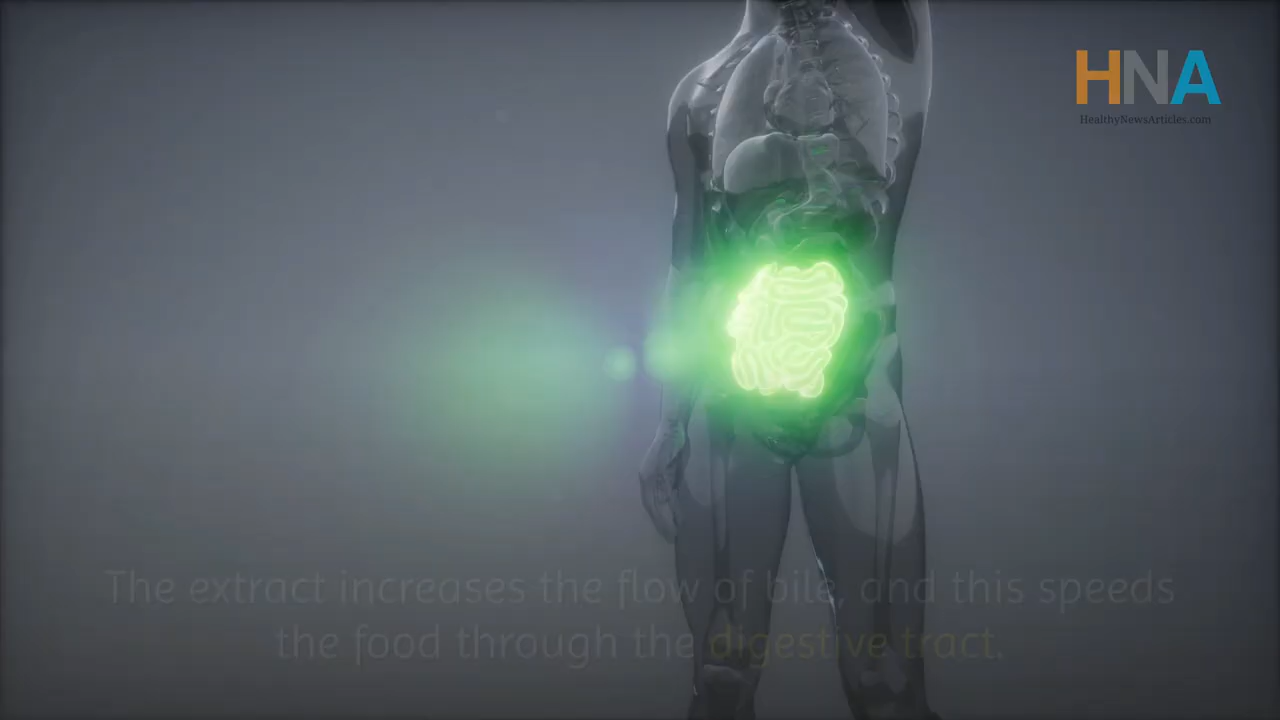 HNA
HealthyNewsArticles.com
The extract increases the flow of bile, and this speeds
the food through the digestive tract.